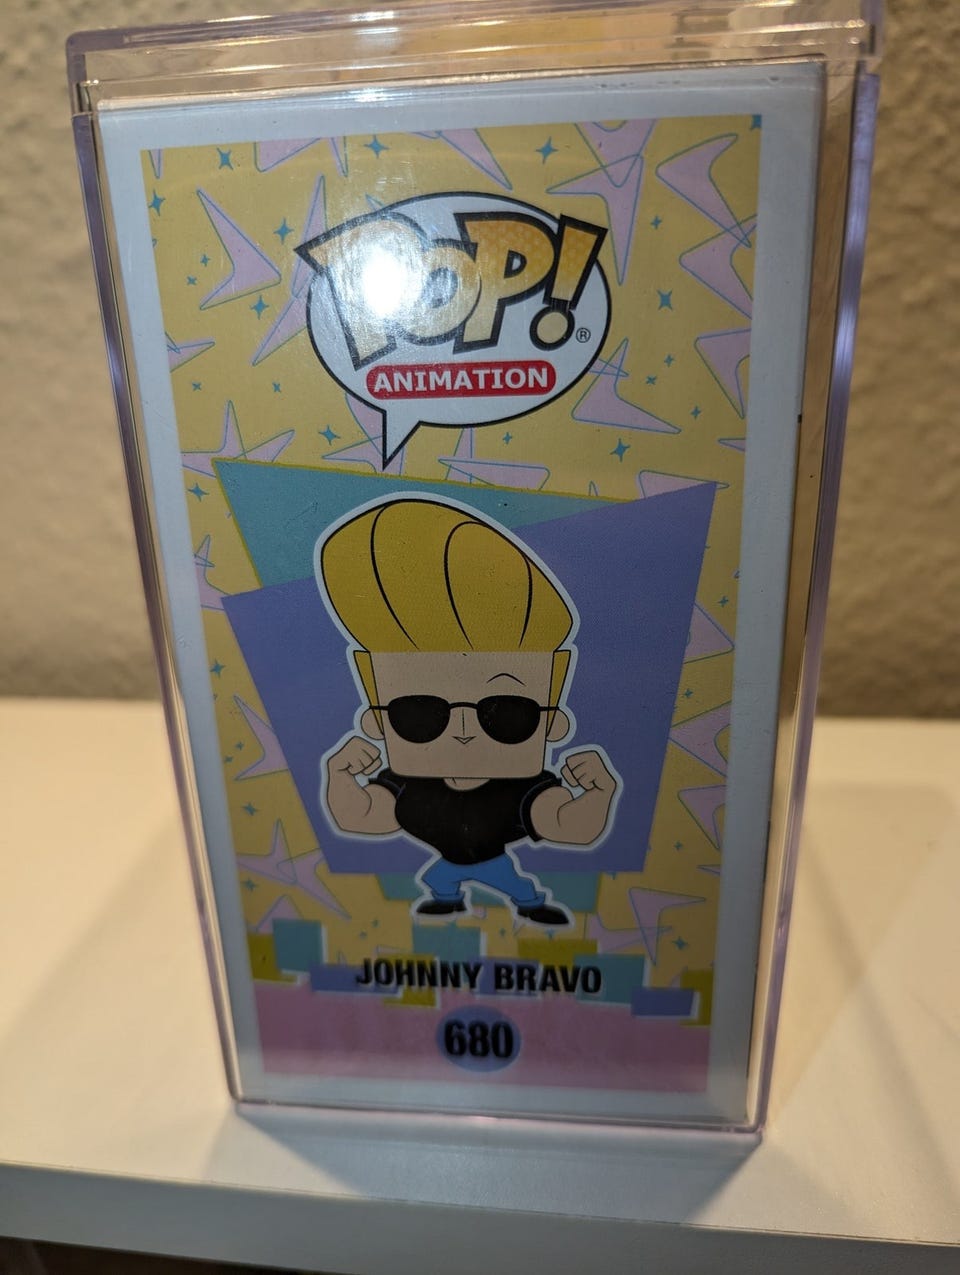 POP! ®
ANIMATION
JOHNNY BRAVO
680